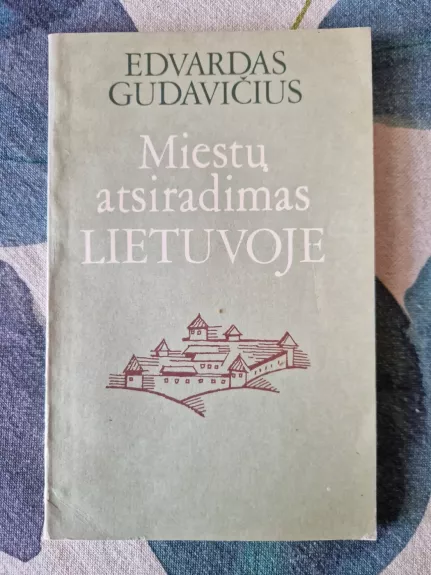 EDVARDAS
GUDAVIČIUS
Miestų
atsiradimas
LIETUVOJE